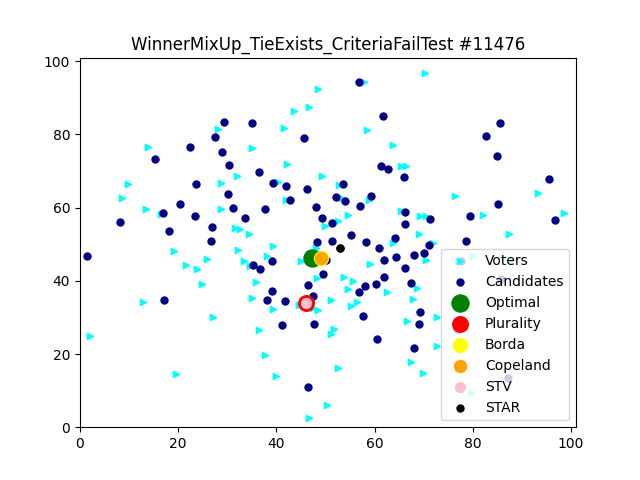 WinnerMixUp_TieExists_CriteriaFailTest #11476
100
80
60
40
20
0
0 20 40 60 80 100
Voters
Candidates
Optimal
Plurality
Borda
Copeland
STV
STAR